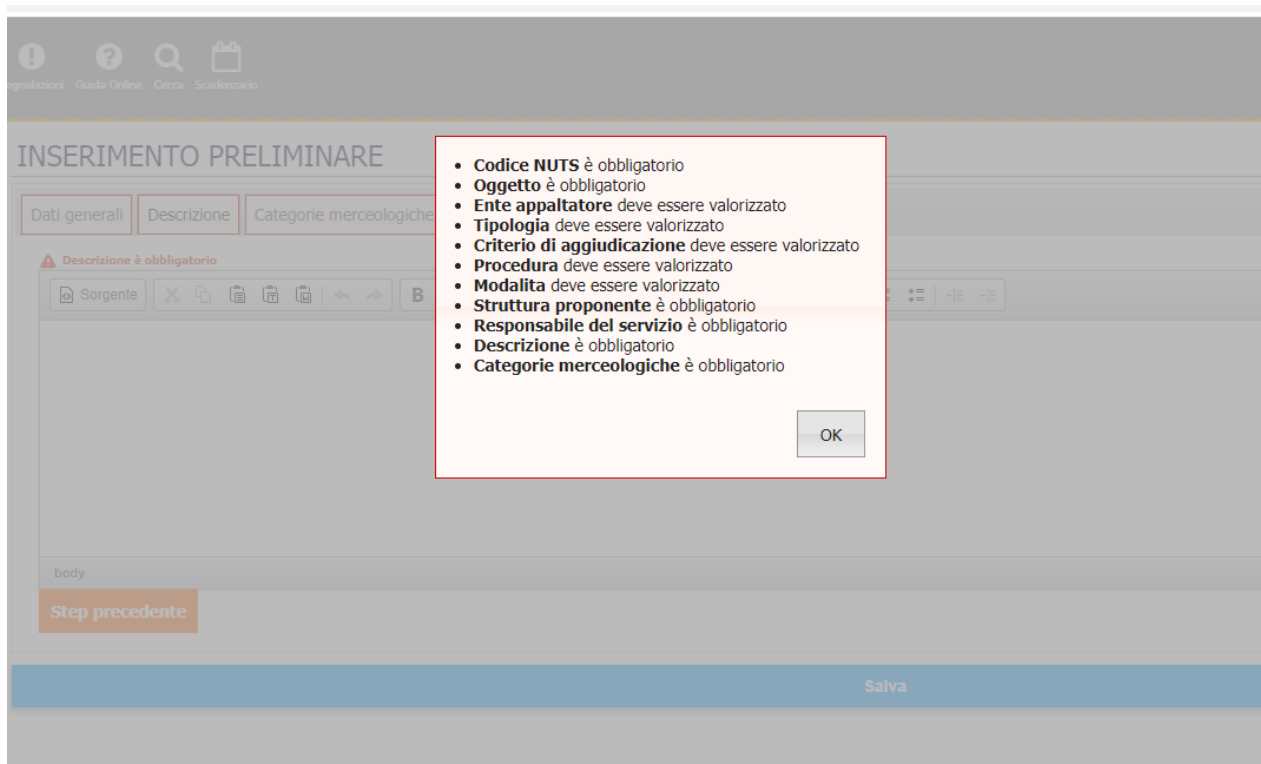 egnalazioni Guida Online Cerca Scadenzario
INSERIMENTO PRELIMINARE
Dati generali Descrizione Categorie merceologiche
Descrizione è obbligatorio
Sorgente B
body
Step precedente
Salva
Codice NUTS è obbligatorio
Oggetto è obbligatorio
Ente appaltatore deve essere valorizzato
Tipologia deve essere valorizzato
Criterio di aggiudicazione deve essere valorizzato
Procedura deve essere valorizzato
Modalita deve essere valorizzato
Struttura proponente è obbligatorio
Responsabile del servizio è obbligatorio
Descrizione è obbligatorio
Categorie merceologiche è obbligatorio
OK